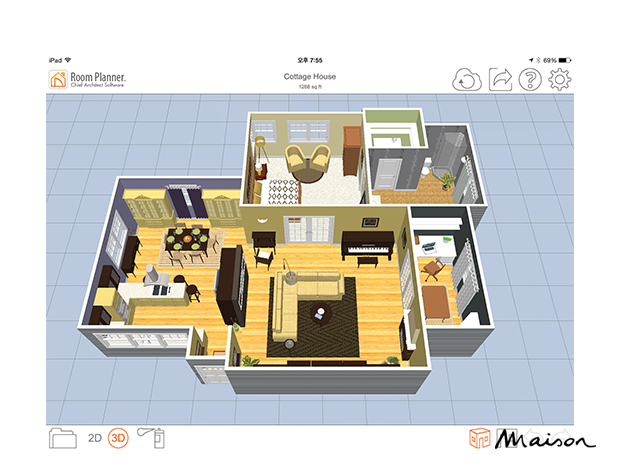 iPad 오후 7:55 69%
Room Planner.
Chief Architect Software
Cottage House
1288 sq ft
2D 3D
Maison